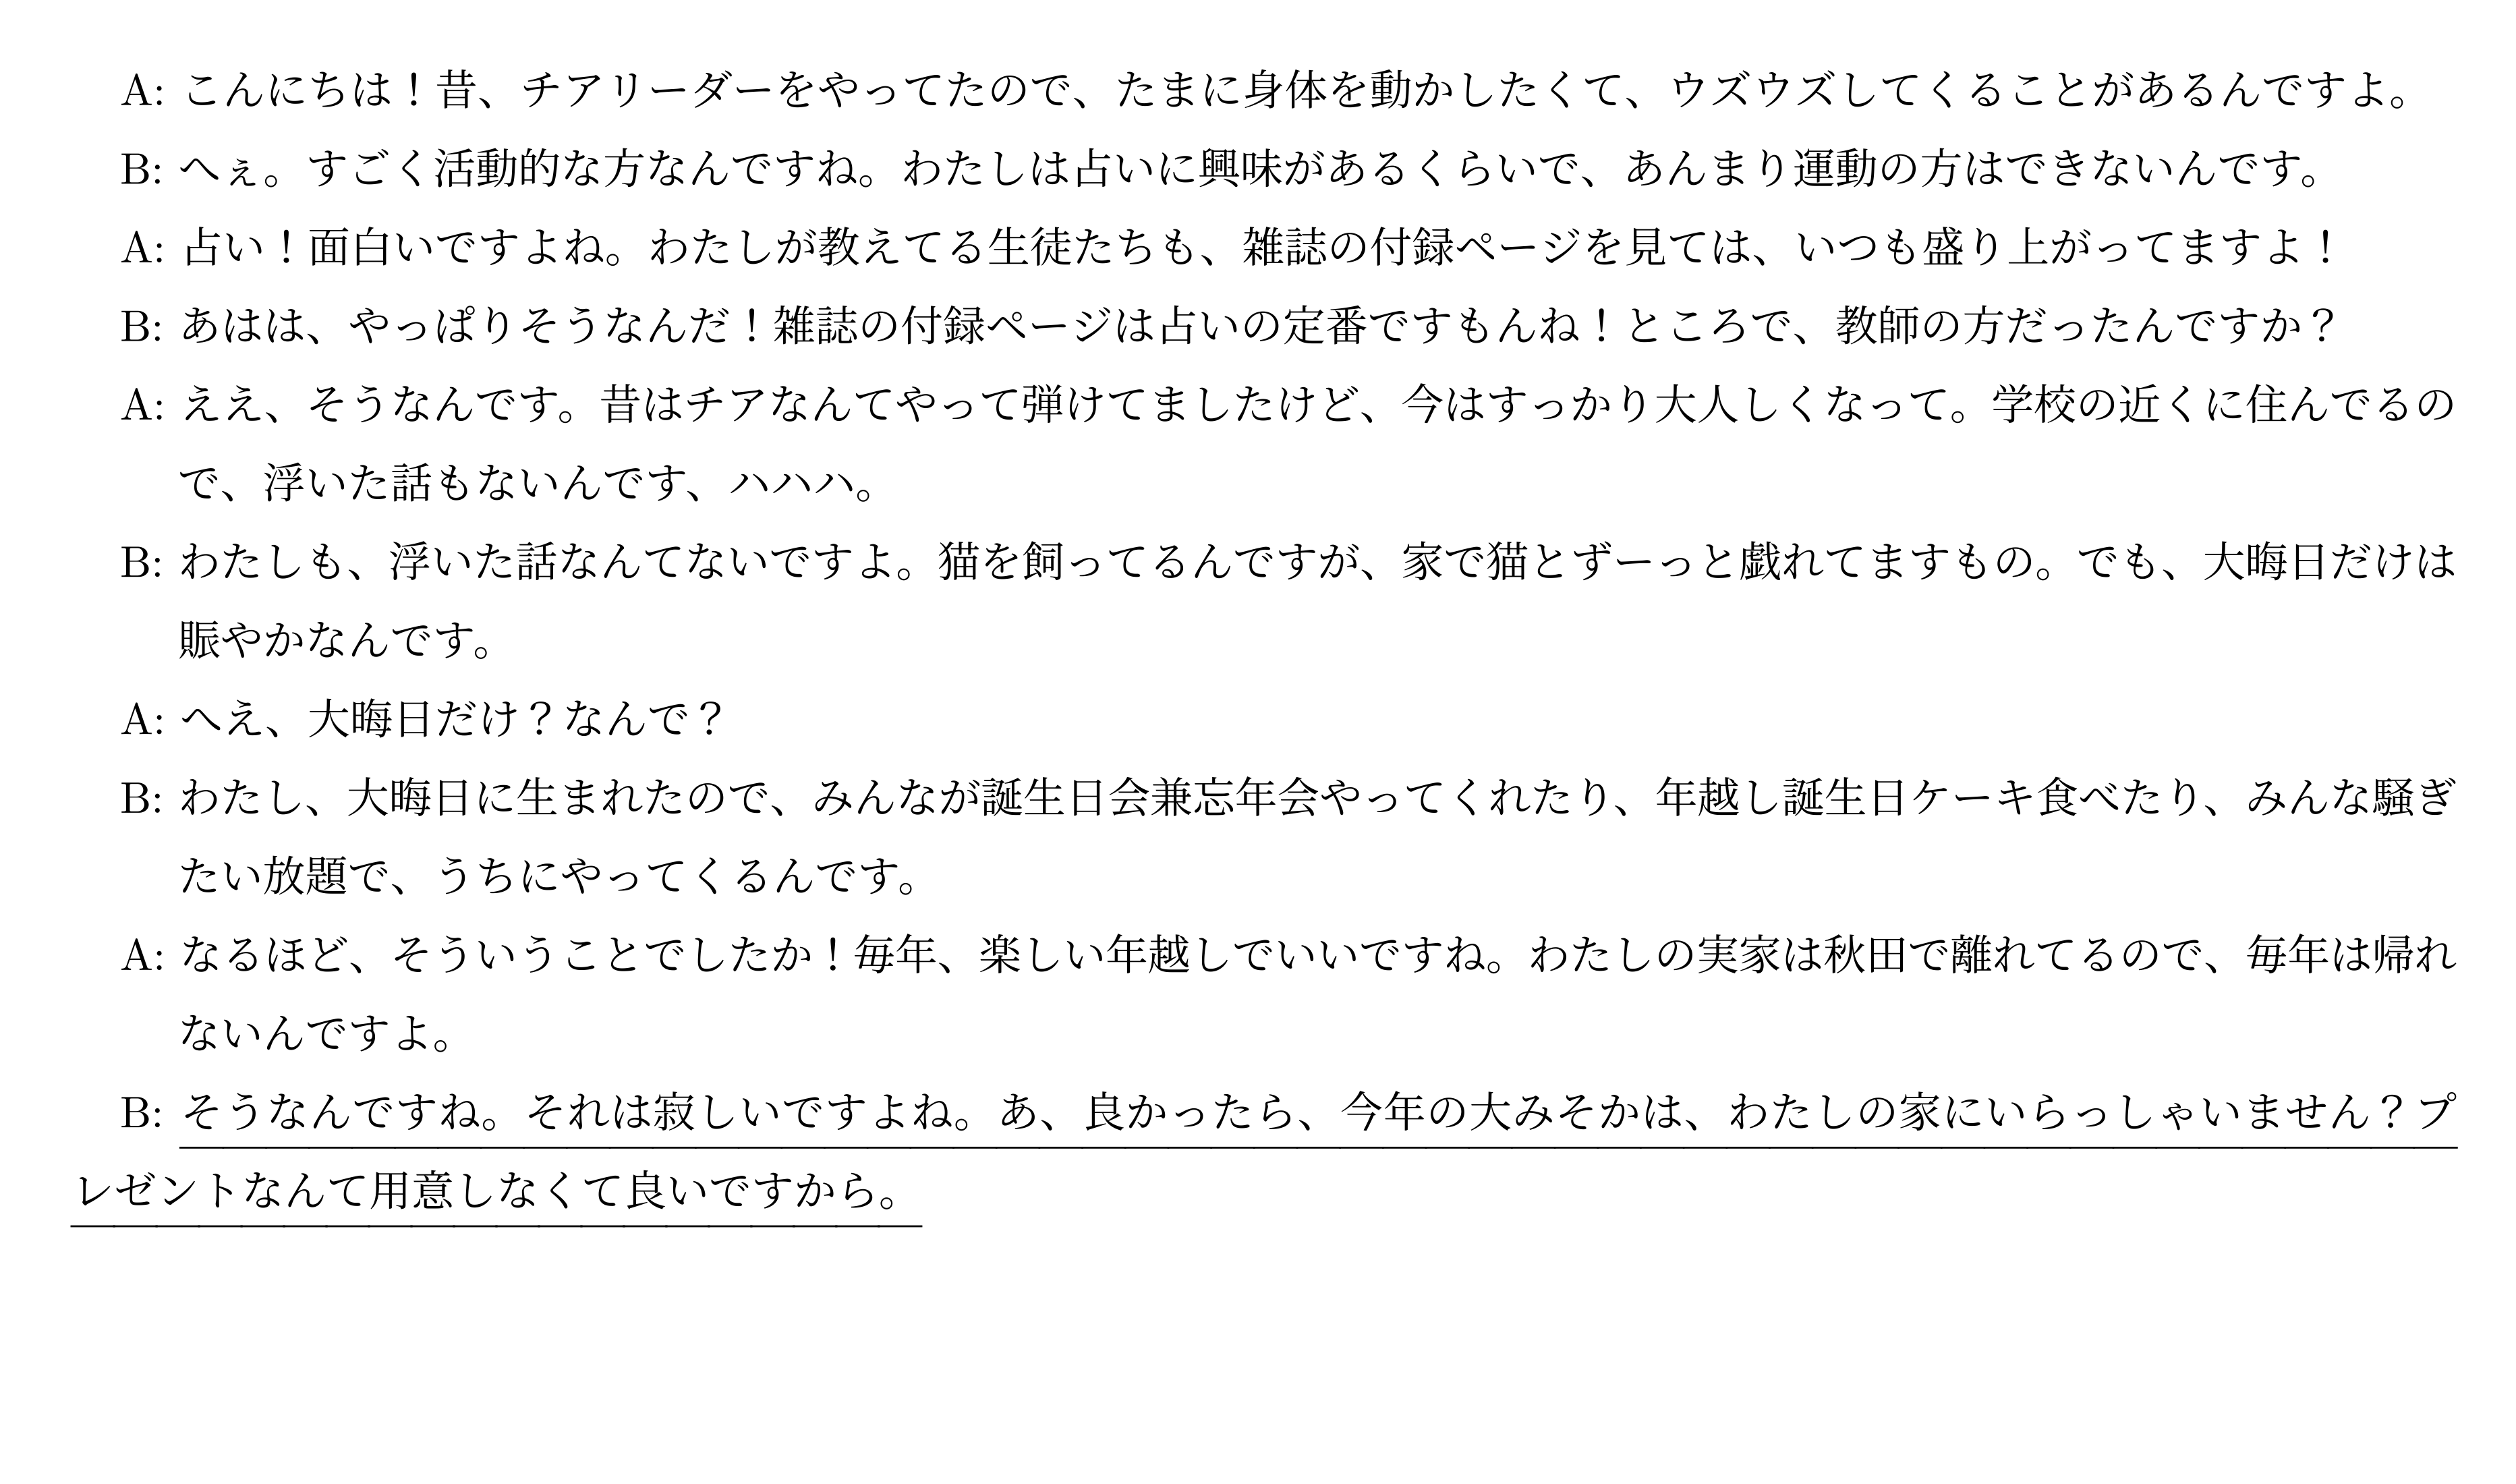 A: こんにちは！昔、チアリーダーをやってたので、たまに身体を動かしたくて、ウズウズしてくることがあるんですよ。
B: へぇ。すごく活動的な方なんですね。わたしは占いに興味があるくらいで、あんまり運動の方はできないんです。
A: 占い！面白いですよね。わたしが教えてる生徒たちも、雑誌の付録ページを見ては、いつも盛り上がってますよ！
B: あはは、やっぱりそうなんだ！雑誌の付録ページは占いの定番ですもんね！ところで、教師の方だったんですか？
A: ええ、そうなんです。昔はチアなんてやって弾けてましたけど、今はすっかり大人しくなって。学校の近くに住んでるの
で、浮いた話もないんです、ハハハ。
B: わたしも、浮いた話なんてないですよ。猫を飼ってるんですが、家で猫とずーっと戯れてますもの。でも、大晦日だけは
賑やかなんです。
A: へえ、大晦日だけ？なんで？
B: わたし、大晦日に生まれたので、みんなが誕生日会兼忘年会やってくれたり、年越し誕生日ケーキ食べたり、みんな騒ぎ
たい放題で、うちにやってくるんです。
A: なるほど、そういうことでしたか！毎年、楽しい年越しでいいですね。わたしの実家は秋田で離れてるので、毎年は帰れ
ないんですよ。
B: そうなんですね。それは寂しいですよね。あ、良かったら、今年の大みそかは、わたしの家にいらっしゃいません？プ
レゼントなんて用意しなくて良いですから。